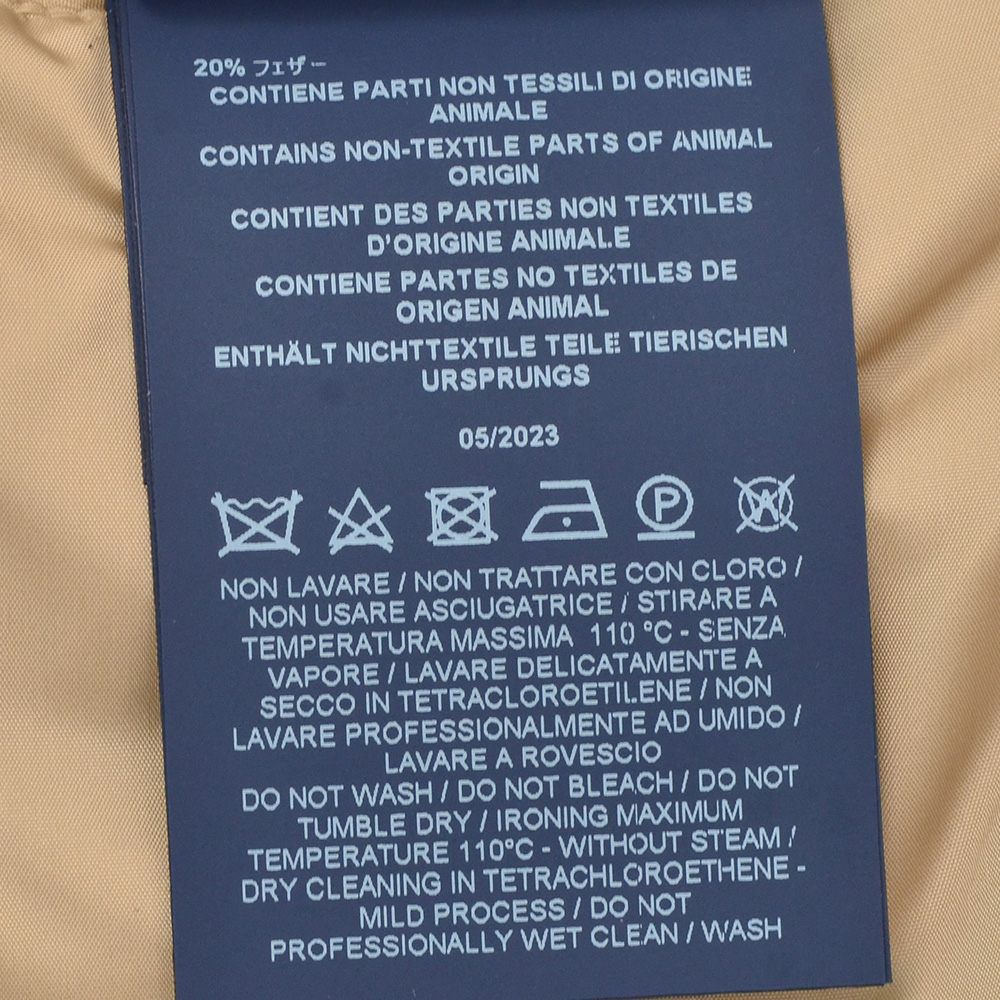 20% フェザー
CONTIENE PARTI NON TESSILI DI ORIGINE
ANIMALE
CONTAINS NON-TEXTILE PARTS OF ANIMAL
ORIGIN
CONTIENT DES PARTIES NON TEXTILES
D'ORIGINE ANIMALE
CONTIENE PARTES NO TEXTILES DE
ORIGEN ANIMAL
ENTHÄLT NICHTTEXTILE TEILE TIERISCHEN
URSPRUNGS
05/2023
P
W
NON LAVARE / NON TRATTARE CON CLORO /
NON USARE ASCIUGATRICE / STIRARE A
TEMPERATURA MASSIMA 110 °C - SENZA
VAPORE / LAVARE DELICATAMENTE A
SECCO IN TETRACLOROETILENE / NON
LAVARE PROFESSIONALMENTE AD UMIDO /
LAVARE A ROVESCIO
DO NOT WASH / DO NOT BLEACH / DO NOT
TUMBLE DRY / IRONING MAXIMUM
TEMPERATURE 110°C - WITHOUT STEAM /
DRY CLEANING IN TETRACHLOROETHENE -
MILD PROCESS / DO NOT
PROFESSIONALLY WET CLEAN / WASH